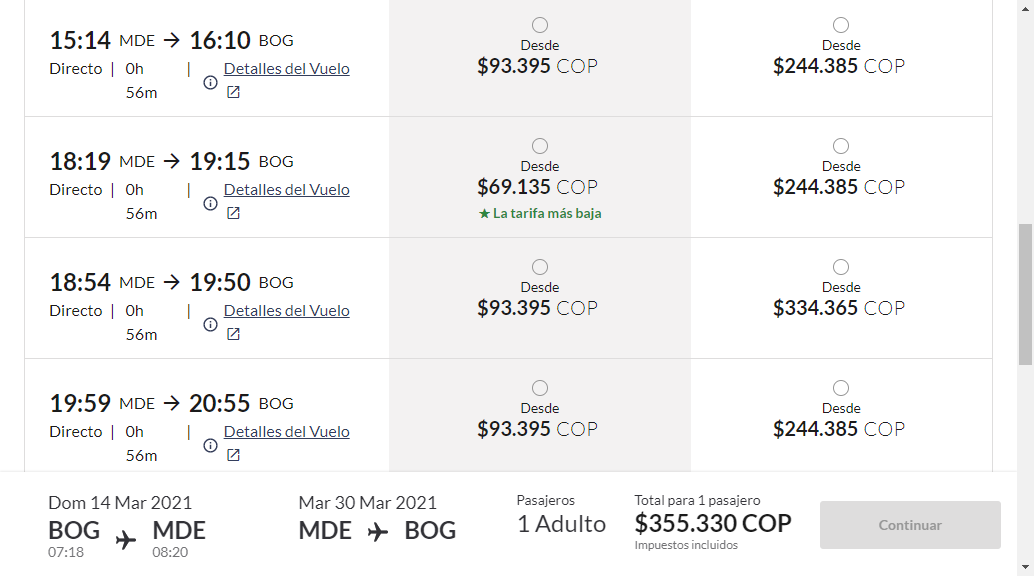 15:14 MDE → 16:10 BOG
Directo | 0h 56m | Detalles del Vuelo
Desde
$93.395 COP
Desde
$244.385 COP
18:19 MDE → 19:15 BOG
Directo | 0h 56m | Detalles del Vuelo
Desde
$69.135 COP
★ La tarifa más baja
Desde
$244.385 COP
18:54 MDE → 19:50 BOG
Directo | 0h 56m | Detalles del Vuelo
Desde
$93.395 COP
Desde
$334.365 COP
19:59 MDE → 20:55 BOG
Directo | 0h 56m | Detalles del Vuelo
Desde
$93.395 COP
Desde
$244.385 COP
Dom 14 Mar 2021
BOG MDE
07:18 08:20
Mar 30 Mar 2021
MDE BOG
Pasajeros
1 Adulto
Total para 1 pasajero
$355.330 COP
Impuestos incluidos
Continuar